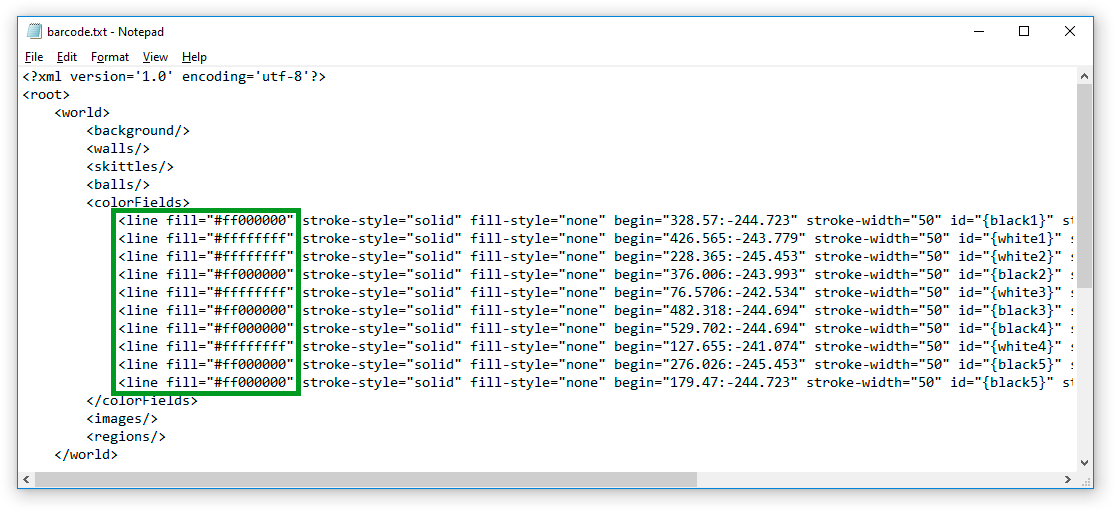 barcode.txt - Notepad
File Edit Format View Help
<?xml version='1.0' encoding='utf-8'?>
<root>
    <world>
        <background/>
        <walls/>
        <skittles/>
        <balls/>
        <colorFields>
            <line fill="#ff000000" stroke-style="solid" fill-style="none" begin="328.57:-244.723" stroke-width="50" id="{black1}" st
            <line fill="#ffffffff" stroke-style="solid" fill-style="none" begin="426.565:-243.779" stroke-width="50" id="{white1}" s
            <line fill="#ffffffff" stroke-style="solid" fill-style="none" begin="228.365:-245.453" stroke-width="50" id="{white2}" s
            <line fill="#ff000000" stroke-style="solid" fill-style="none" begin="376.006:-243.993" stroke-width="50" id="{black2}" s
            <line fill="#ffffffff" stroke-style="solid" fill-style="none" begin="76.5706:-242.534" stroke-width="50" id="{white3}" s
            <line fill="#ff000000" stroke-style="solid" fill-style="none" begin="482.318:-244.694" stroke-width="50" id="{black3}" s
            <line fill="#ff000000" stroke-style="solid" fill-style="none" begin="529.702:-244.694" stroke-width="50" id="{black4}" s
            <line fill="#ffffffff" stroke-style="solid" fill-style="none" begin="127.655:-241.074" stroke-width="50" id="{white4}" s
            <line fill="#ff000000" stroke-style="solid" fill-style="none" begin="276.026:-245.453" stroke-width="50" id="{black5}" s
            <line fill="#ff000000" stroke-style="solid" fill-style="none" begin="179.47:-244.723" stroke-width="50" id="{black5}" st
        </colorFields>
        <images/>
        <regions/>
    </world>